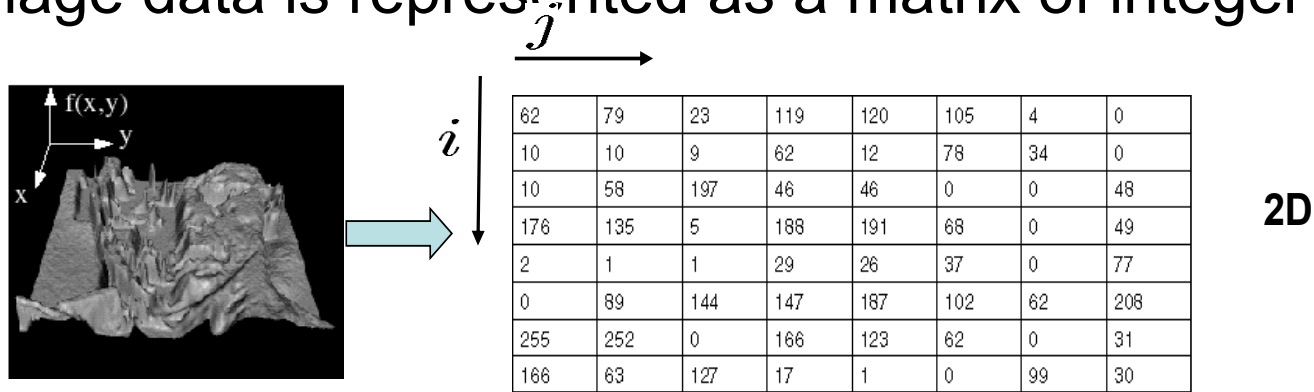 mage data is represented as a matrix of integer
j
f(x,y)
y
x
i
62 79 23 119 120 105 4 0
10 10 9 62 12 78 34 0
10 58 197 46 46 0 0 48
176 135 5 188 191 68 0 49
2 1 1 29 26 37 0 77
0 89 144 147 187 102 62 208
255 252 0 166 123 62 0 31
166 63 127 17 1 0 99 30
2D